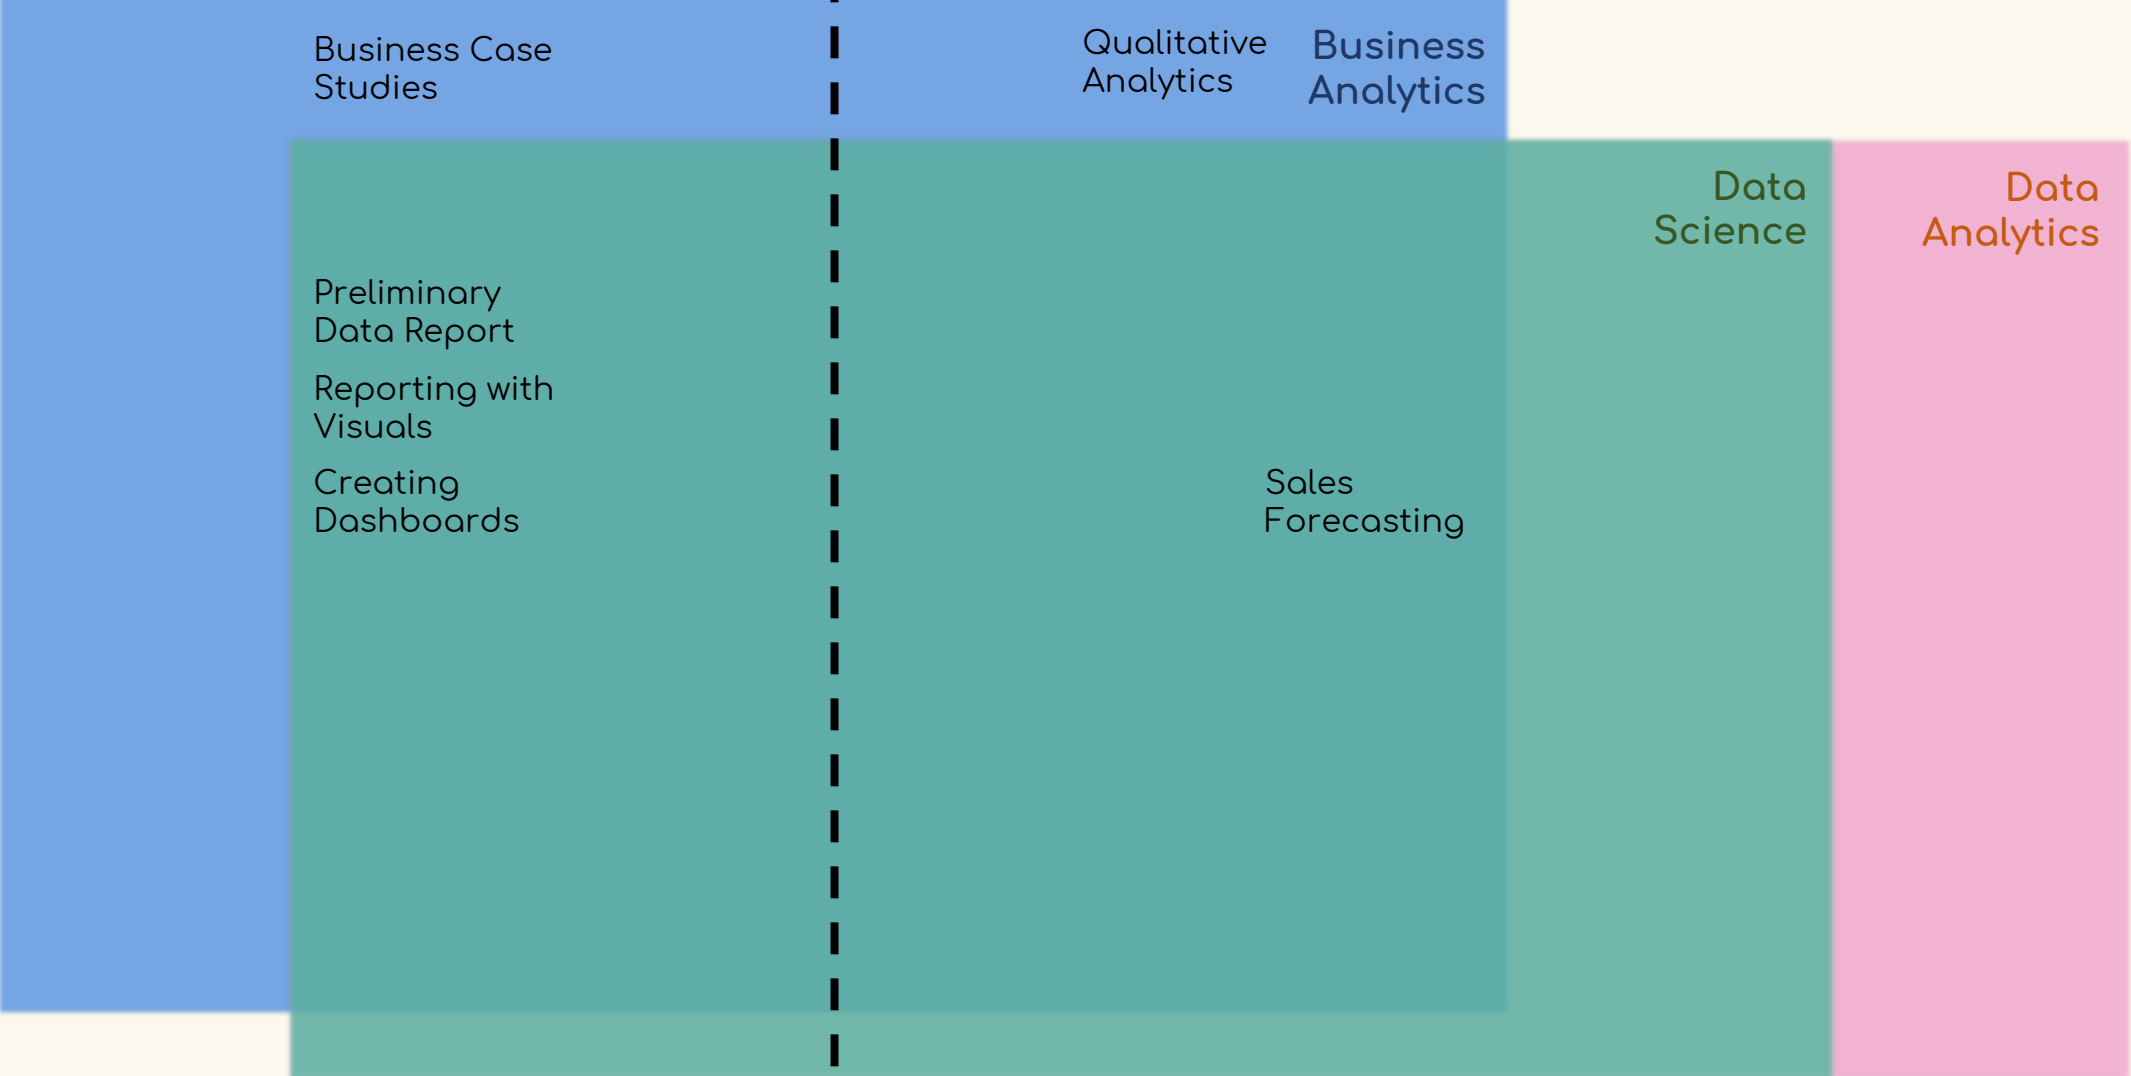 Business Case
Studies
Qualitative
Analytics
Business
Analytics
Data
Science
Data
Analytics
Preliminary
Data Report
Reporting with
Visuals
Creating
Dashboards
Sales
Forecasting